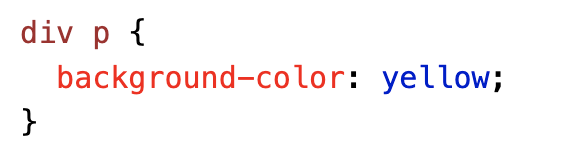 div p {
  background-color: yellow;
}